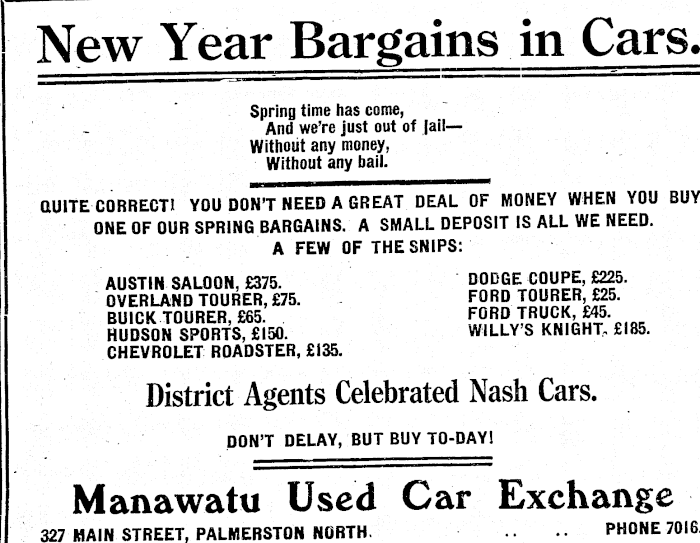 New Year Bargains in Cars.
Spring time has come,
And we're just out of Jail—
Without any money,
Without any bail.
QUITE CORRECT! YOU DON'T NEED A GREAT DEAL OF MONEY WHEN YOU BUY
ONE OF OUR SPRING BARGAINS. A SMALL DEPOSIT IS ALL WE NEED.
A FEW OF THE SNIPS:
AUSTIN SALOON, £375.
OVERLAND TOURER, £75.
BUICK TOURER, £65.
HUDSON SPORTS, £150.
CHEVROLET ROADSTER, £135.
DODGE COUPE, £225.
FORD TOURER, £25.
FORD TRUCK, £45.
WILLY'S KNIGHT, £185.
District Agents Celebrated Nash Cars.
DON'T DELAY, BUT BUY TO-DAY!
Manawatu Used Car Exchange
327 MAIN STREET, PALMERSTON NORTH. .. .. PHONE 7016.